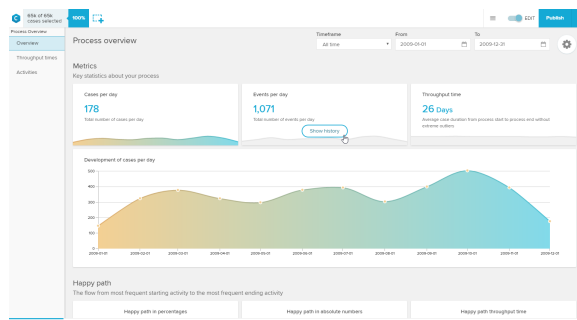 65k of 65k
cases selected
100%
EDIT
Publish
Process Overview
Overview
Throughput times
Activities
Process overview
Timeframe
All time
From
2009-01-01
To
2009-12-31
Metrics
Key statistics about your process
Cases per day
178
Total number of cases per day
Events per day
1,071
Total number of events per day
Show history
Throughput time
26 Days
Average case duration from process start to process end without
extreme outliers
Development of cases per day
500
400
300
200
100
0
2009-01-01 2009-02-01 2009-03-01 2009-04-01 2009-05-01 2009-06-01 2009-07-01 2009-08-01 2009-09-01 2009-10-01 2009-11-01 2009-12-01
Happy path
The flow from most frequent starting activity to the most frequent ending activity
Happy path in percentages
Happy path in absolute numbers
Happy path throughput time